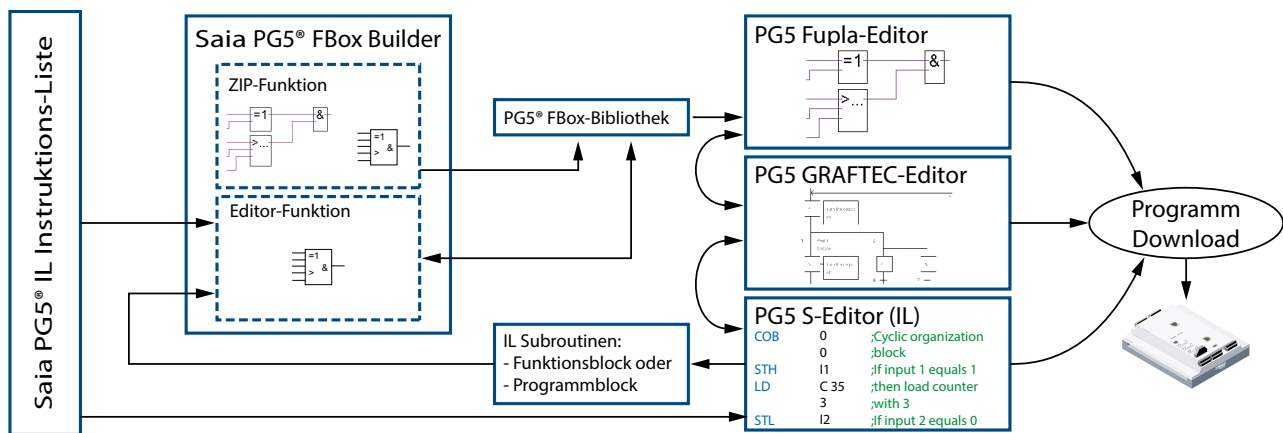 Saia PG5® IL Instruktions-Liste
Saia PG5® FBox Builder
ZIP-Funktion
=1
&
>...
=1
>
&
Editor-Funktion
=1
>
&
PG5® FBox-Bibliothek
IL Subroutinen:
- Funktionsblock oder
- Programmblock
PG5 Fupla-Editor
=1
&
>...
PG5 GRAFTEC-Editor
PG5 S-Editor (IL)
COB 0 ;Cyclic organization
0 ;block
STH I1 ;If input 1 equals 1
LD C 35 ;then load counter
3 ;with 3
STL I2 ;If input 2 equals 0
Programm
Download